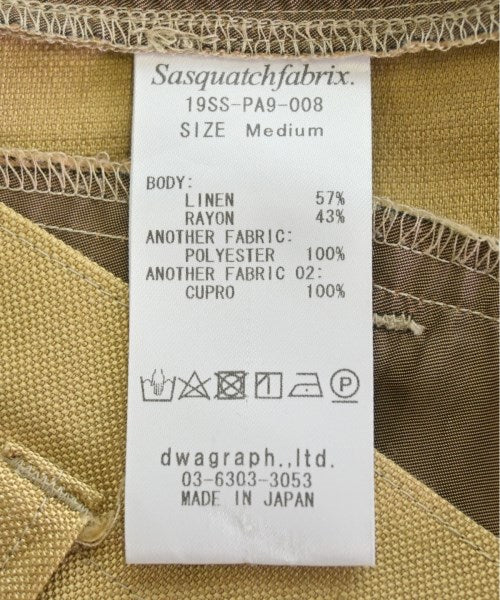 Sasquatchfabrix.
19SS-PA9-008
SIZE Medium
BODY:
LINEN 57%
RAYON 43%
ANOTHER FABRIC:
POLYESTER 100%
ANOTHER FABRIC 02:
CUPRO 100%
P
dwagraph.,ltd.
03-6303-3053
MADE IN JAPAN